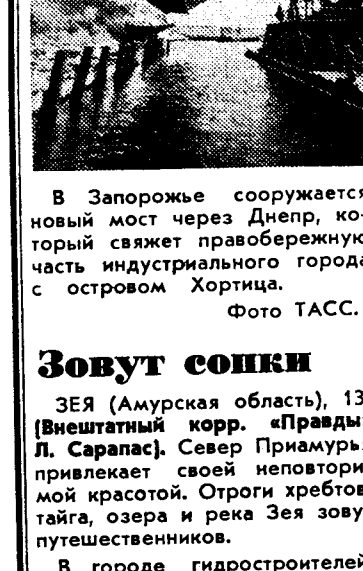 В Запорожье сооружается
новый мост через Днепр, ко-
торый свяжет правобережную
часть индустриального города
с островом Хортица.
Фото ТАСС.
Зовут сопки
ЗЕЯ (Амурская область), 13
(Внештатный корр. «Правды
Л. Сарапас). Север Приамурь
привлекает своей неповтори
мой красотой. Отроги хребтов
тайга, озера и река Зея зову
путешественников.
В городе гидростроителей